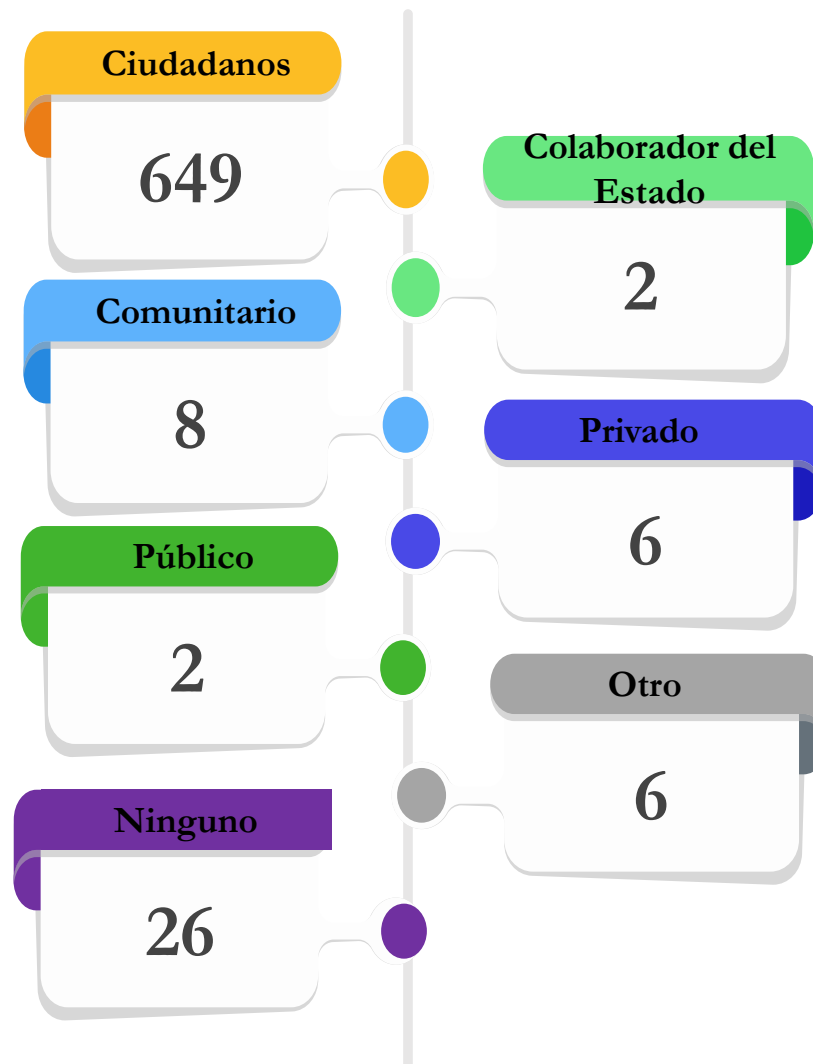 Ciudadanos
649
Colaborador del
Estado
2
Comunitario
8
Privado
6
Público
2
Otro
6
Ninguno
26